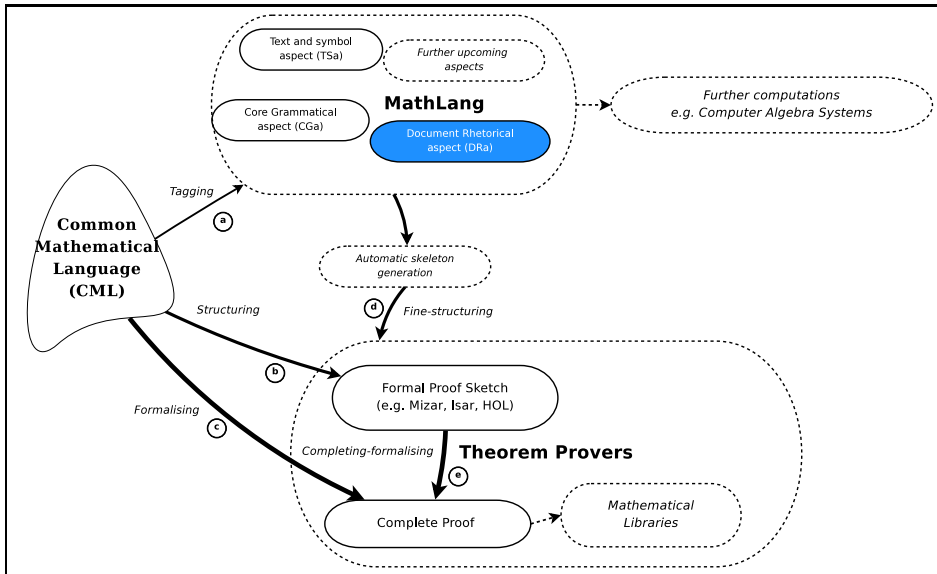 Text and symbol
aspect (TSa)
Further upcoming
aspects
MathLang
Core Grammatical
aspect (CGa)
Document Rhetorical
aspect (DRa)
Further computations
e.g. Computer Algebra Systems
Tagging
a
Common
Mathematical
Language
(CML)
Automatic skeleton
generation
d
Fine-structuring
Structuring
b
Formal Proof Sketch
(e.g. Mizar, Isar, HOL)
Formalising
c
Completing-formalising
Theorem Provers
e
Complete Proof
Mathematical
Libraries